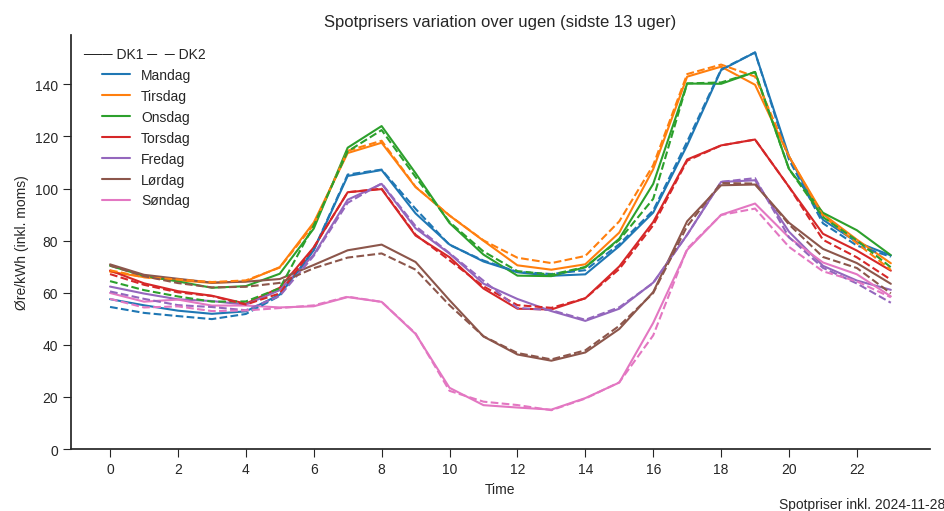 Spotprisers variation over ugen (sidste 13 uger)
DK1 DK2
Mandag
Tirsdag
Onsdag
Torsdag
Fredag
Lørdag
Søndag
Øre/kWh (inkl. moms)
140
120
100
80
60
40
20
0
0 2 4 6 8 10 12 14 16 18 20 22
Time
Spotpriser inkl. 2024-11-28